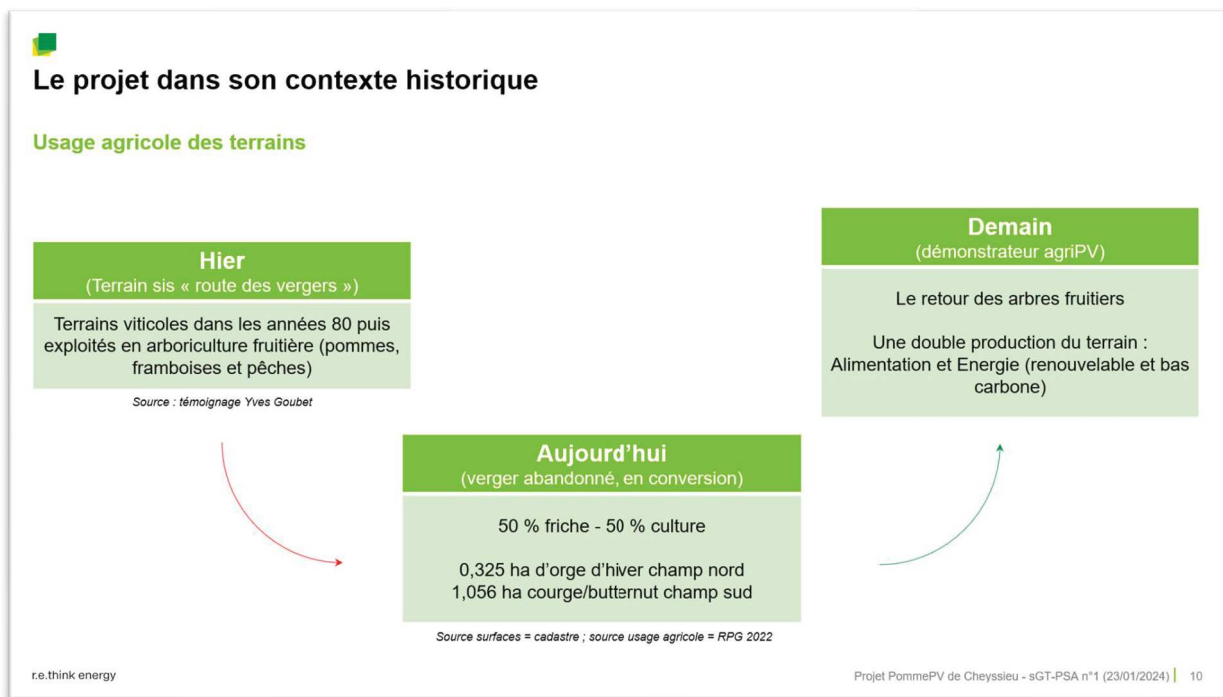 Le projet dans son contexte historique
Usage agricole des terrains
Hier
(Terrain sis « route des vergers »)
Terrains viticoles dans les années 80 puis
exploités en arboriculture fruitière (pommes,
framboises et pêches)
Source : témoignage Yves Goubet
Aujourd’hui
(verger abandonné, en conversion)
50 % friche - 50 % culture
0,325 ha d’orge d’hiver champ nord
1,056 ha courge/butternut champ sud
Source surfaces = cadastre ; source usage agricole = RPG 2022
Demain
(démonstrateur agriPV)
Le retour des arbres fruitiers
Une double production du terrain :
Alimentation et Energie (renouvelable et bas
carbone)
r.e.think energy
Projet PommePV de Cheyssieu - sGT-PSA n°1 (23/01/2024) 10